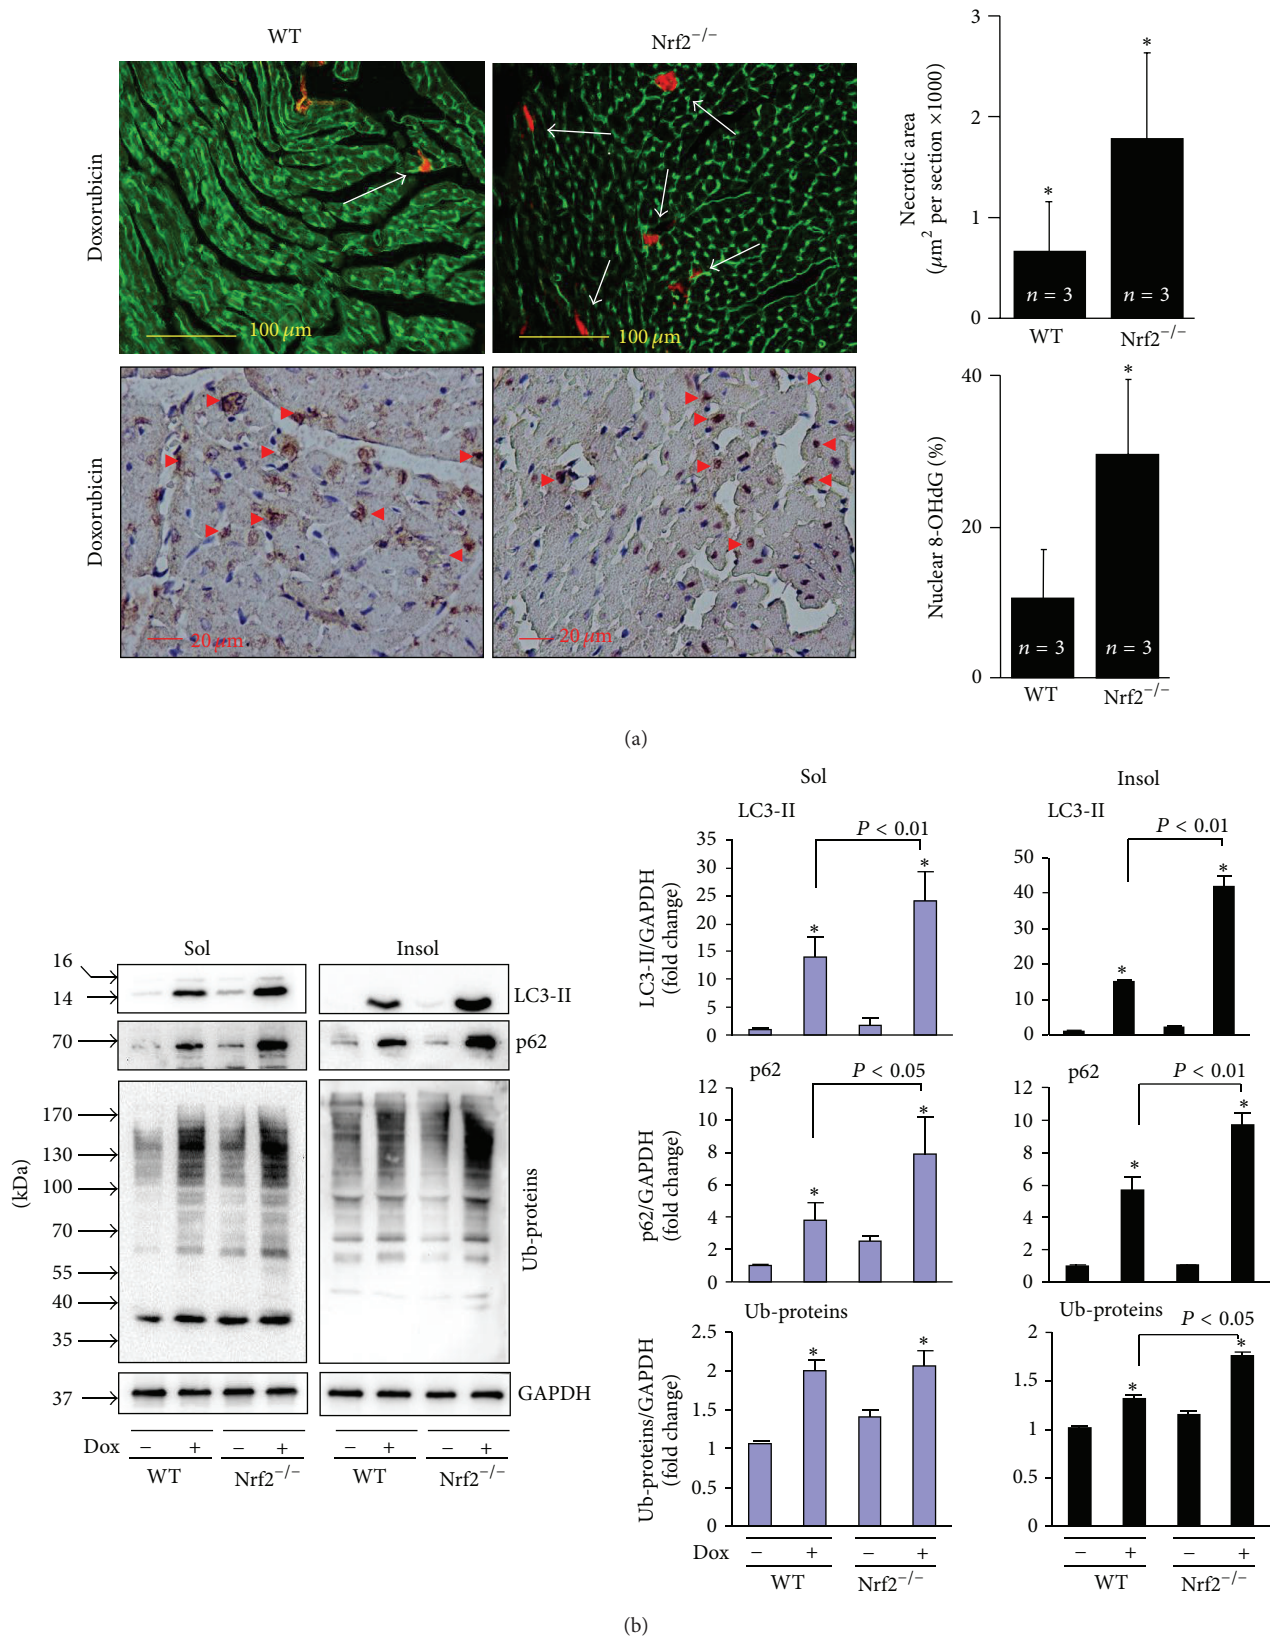 WT
Nrf2−/−
Doxorubicin
100 μm
100 μm
Doxorubicin
20 μm
20 μm
Necrotic area
(μm² per section ×1000)
3
2
1
0
*
*
n = 3
n = 3
WT
Nrf2−/−
Nuclear 8-OHdG (%)
40
20
0
*
n = 3
n = 3
WT
Nrf2−/−
(a)
Sol
Insol
16
14
LC3-II
70
p62
(kDa)
170
130
100
70
55
40
35
Ub-proteins
37
GAPDH
Dox − + − + − + − +
WT Nrf2−/− WT Nrf2−/−
Sol
LC3-II
P < 0.01
LC3-II/GAPDH
(fold change)
35
30
25
20
15
10
5
0
*
*
p62
P < 0.05
p62/GAPDH
(fold change)
12
10
8
6
4
2
0
*
*
Ub-proteins
Ub-proteins/GAPDH
(fold change)
2.5
2
1.5
1
0.5
0
*
*
Dox − + − +
WT Nrf2−/−
Insol
LC3-II
P < 0.01
50
40
30
20
10
0
*
*
p62
P < 0.01
12
10
8
6
4
2
0
*
*
Ub-proteins
P < 0.05
2
1.5
1
0.5
0
*
*
− + − +
WT Nrf2−/−
(b)